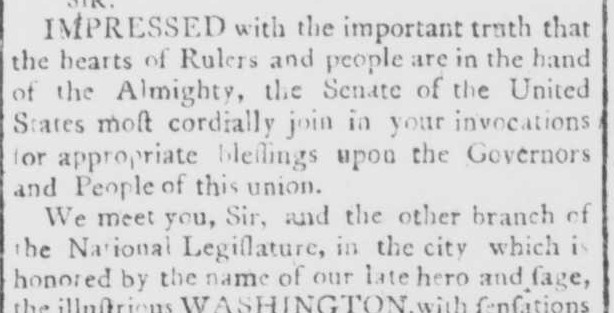 SIR.
IMPRESSED with the important truth that
the hearts of Rulers and people are in the hand
of the Almighty, the Senate of the United
States moſt cordially join in your invocations
for appropriate bleſſings upon the Governors
and People of this union.
We meet you, Sir, and the other branch of
the National Legiſlature, in the city which is
honored by the name of our late hero and ſage,
the illuſtrious WASHINGTON, with ſenſations